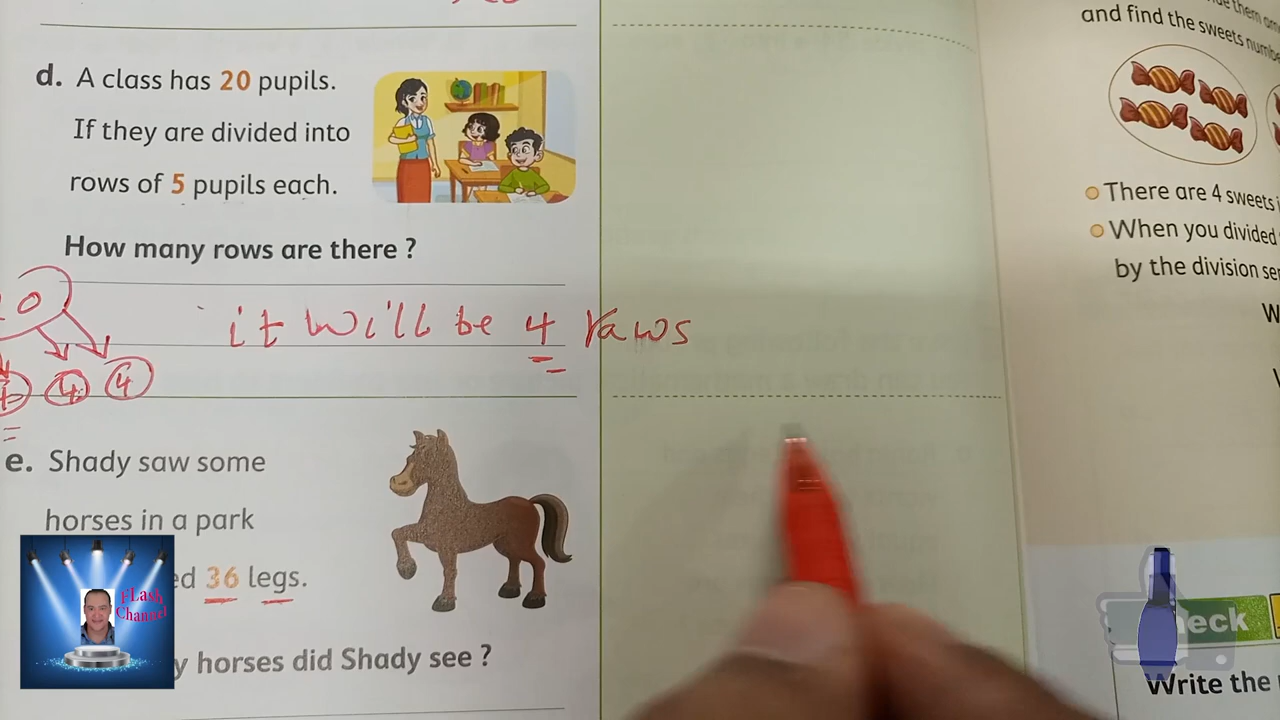 d. A class has 20 pupils.
If they are divided into
rows of 5 pupils each.
How many rows are there ?
it will be 4 raws
4 4
e. Shady saw some
horses in a park
ed 36 legs.
y horses did Shady see ?
FLash
Channel
and find the sweets numbe
There are 4 sweets i
When you divided
by the division se
W
heck
Write the